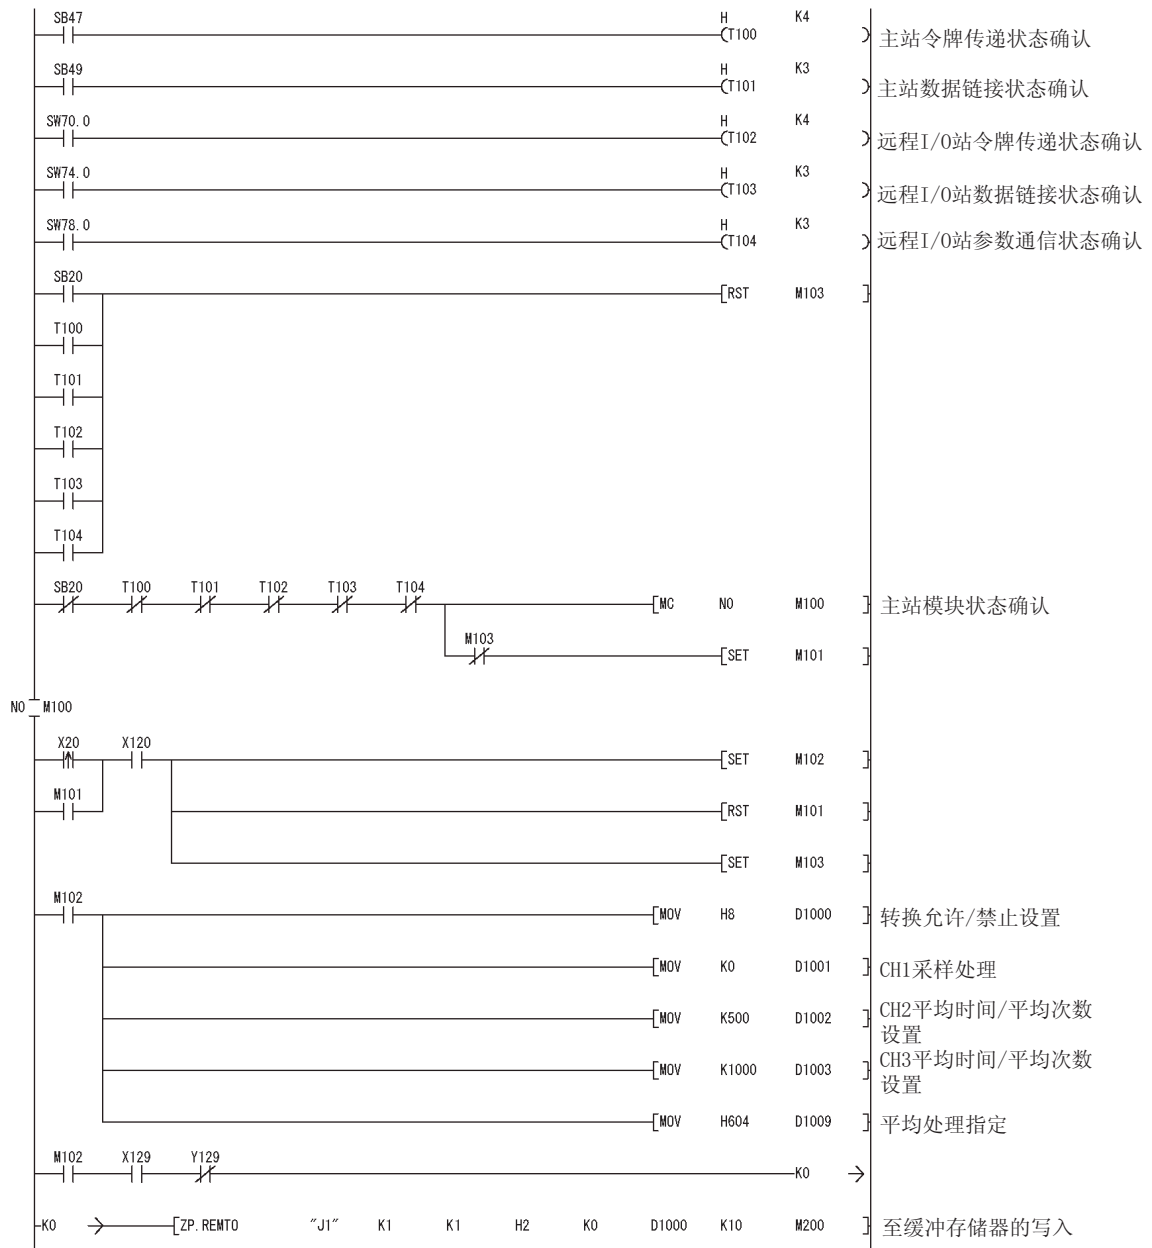 SB47 H K4
T100 主站令牌传递状态确认
SB49 H K3
T101 主站数据链接状态确认
SW70.0 H K4
T102 远程I/O站令牌传递状态确认
SW74.0 H K3
T103 远程I/O站数据链接状态确认
SW78.0 H K3
T104 远程I/O站参数通信状态确认
SB20
RST M103
T100
T101
T102
T103
T104
SB20 T100 T101 T102 T103 T104
MC N0 M100 主站模块状态确认
M103
SET M101
N0 M100
X20 X120
SET M102
M101
RST M101
SET M103
M102
MOV H8 D1000 转换允许/禁止设置
MOV K0 D1001 CH1采样处理
MOV K500 D1002 CH2平均时间/平均次数
设置
MOV K1000 D1003 CH3平均时间/平均次数
设置
MOV H604 D1009 平均处理指定
M102 X129 Y129
K0
K0 ZP.REMTO "J1" K1 K1 H2 K0 D1000 K10 M200 至缓冲存储器的写入